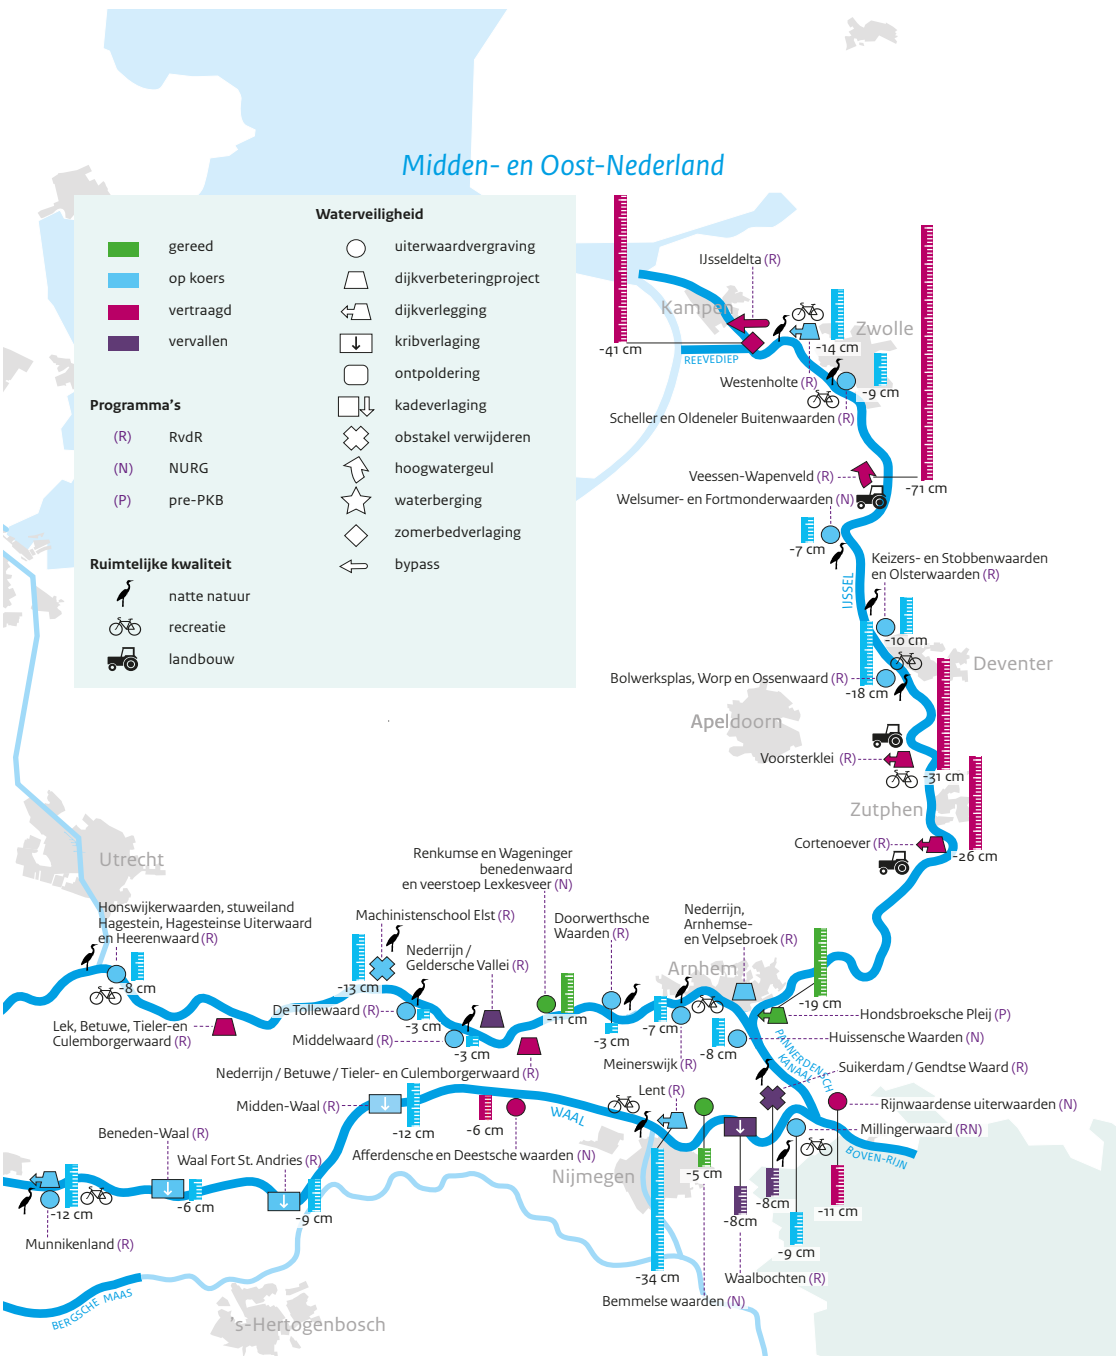 Midden- en Oost-Nederland
Waterveiligheid
gereed
op koers
vertraagd
vervallen
uiterwaardvergraving
dijkverbeteringproject
dijkverlegging
kribverlaging
ontpoldering
kadeverlaging
obstakel verwijderen
hoogwatergeul
waterberging
zomerbedverlaging
bypass
Programma's
(R) RvdR
(N) NURG
(P) pre-PKB
Ruimtelijke kwaliteit
natte natuur
recreatie
landbouw
IJsseldelta (R)
Kampen
Zwolle
-41 cm
REEVEDIEP
-14 cm
Westenholte (R)
-9 cm
Scheller en Oldeneler Buitenwaarden (R)
Veessen-Wapenveld (R)
-71 cm
Welsumer- en Fortmonderwaarden (N)
-7 cm
Keizers- en Stobbenwaarden
en Olsterwaarden (R)
IJSSEL
-10 cm
Deventer
Bolwerksplas, Worp en Ossenwaard (R)
-18 cm
Apeldoorn
Voorsterklei (R)
-31 cm
Zutphen
Cortenoever (R)
-26 cm
Utrecht
Renkumse en Wageninger
benedenwaard
en veerstoep Lexkesveer (N)
Honswijkerwaarden, stuweiland
Hagestein, Hagesteinse Uiterwaard
en Heerenwaard (R)
-8 cm
Machinistenschool Elst (R)
Doorwerthsche
Waarden (R)
Nederrijn,
Arnhemse-
en Velpsebroek (R)
Nederrijn /
Geldersche Vallei (R)
Arnhem
-13 cm
-19 cm
De Tollewaard (R)
-3 cm
-11 cm
-7 cm
Hondsbroeksche Pleij (P)
Lek, Betuwe, Tieler-en
Culemborgerwaard (R)
Middelwaard (R)
-3 cm
-3 cm
-8 cm
Huissensche Waarden (N)
Meinerswijk (R)
PANNERDENSCH
KANAAL
Nederrijn / Betuwe / Tieler- en Culemborgerwaard (R)
Suikerdam / Gendtse Waard (R)
Lent (R)
Midden-Waal (R)
-12 cm
-6 cm
WAAL
Rijnwaardense uiterwaarden (N)
Beneden-Waal (R)
Millingerwaard (RN)
Afferdensche en Deestsche waarden (N)
BOVEN-RIJN
Waal Fort St. Andries (R)
Nijmegen
-5 cm
-12 cm
-6 cm
-9 cm
-8cm
-8cm
-11 cm
Munnikenland (R)
-9 cm
-34 cm
Waalbochten (R)
Bemmelse waarden (N)
BERGSCHE MAAS
's-Hertogenbosch